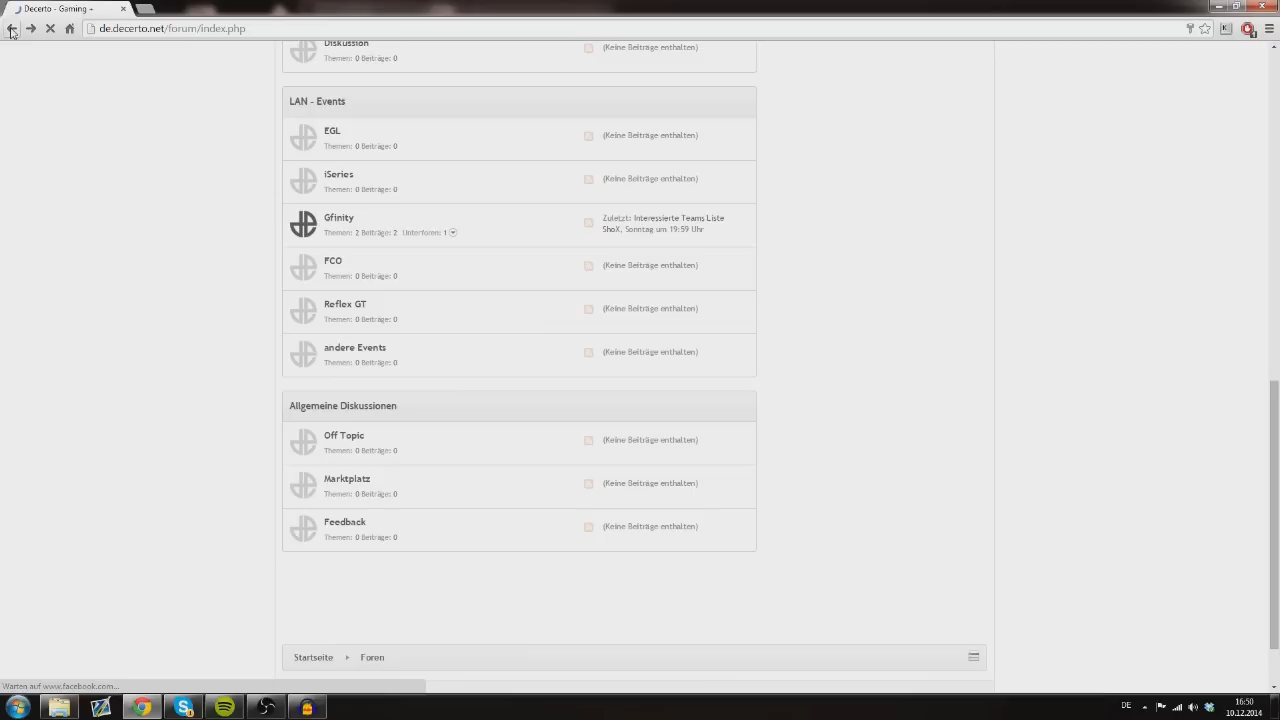 Decerto - Gaming +
de.decerto.net/forum/index.php
Diskussion
Themen: 0 Beiträge: 0
(Keine Beiträge enthalten)
LAN - Events
EGL
Themen: 0 Beiträge: 0
(Keine Beiträge enthalten)
iSeries
Themen: 0 Beiträge: 0
(Keine Beiträge enthalten)
Gfinity
Themen: 2 Beiträge: 2 Unterforen: 1
Zuletzt: Interessierte Teams Liste
ShoX, Sonntag um 19:59 Uhr
FCO
Themen: 0 Beiträge: 0
(Keine Beiträge enthalten)
Reflex GT
Themen: 0 Beiträge: 0
(Keine Beiträge enthalten)
andere Events
Themen: 0 Beiträge: 0
(Keine Beiträge enthalten)
Allgemeine Diskussionen
Off Topic
Themen: 0 Beiträge: 0
(Keine Beiträge enthalten)
Marktplatz
Themen: 0 Beiträge: 0
(Keine Beiträge enthalten)
Feedback
Themen: 0 Beiträge: 0
(Keine Beiträge enthalten)
Startseite
Foren
Warten auf www.facebook.com...
DE
16:50
10.12.2014